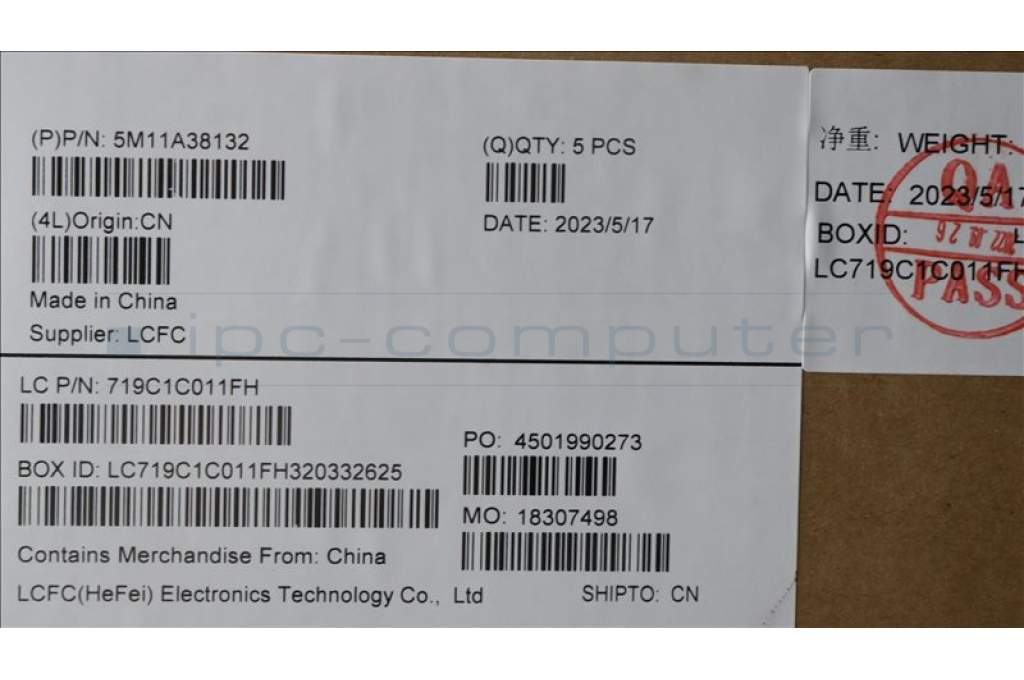 (P)P/N: 5M11A38132
(Q)QTY: 5 PCS
(4L)Origin:CN
DATE: 2023/5/17
Made in China
Supplier: LCFC
ipc-computer
LC P/N: 719C1C011FH
PO: 4501990273
BOX ID: LC719C1C011FH320332625
MO: 18307498
Contains Merchandise From: China
LCFC(HeFei) Electronics Technology Co., Ltd
SHIPTO: CN
净重: WEIGHT:
DATE: 2023/5/17
BOXID:
LC719C1C011FH
QA
PASS